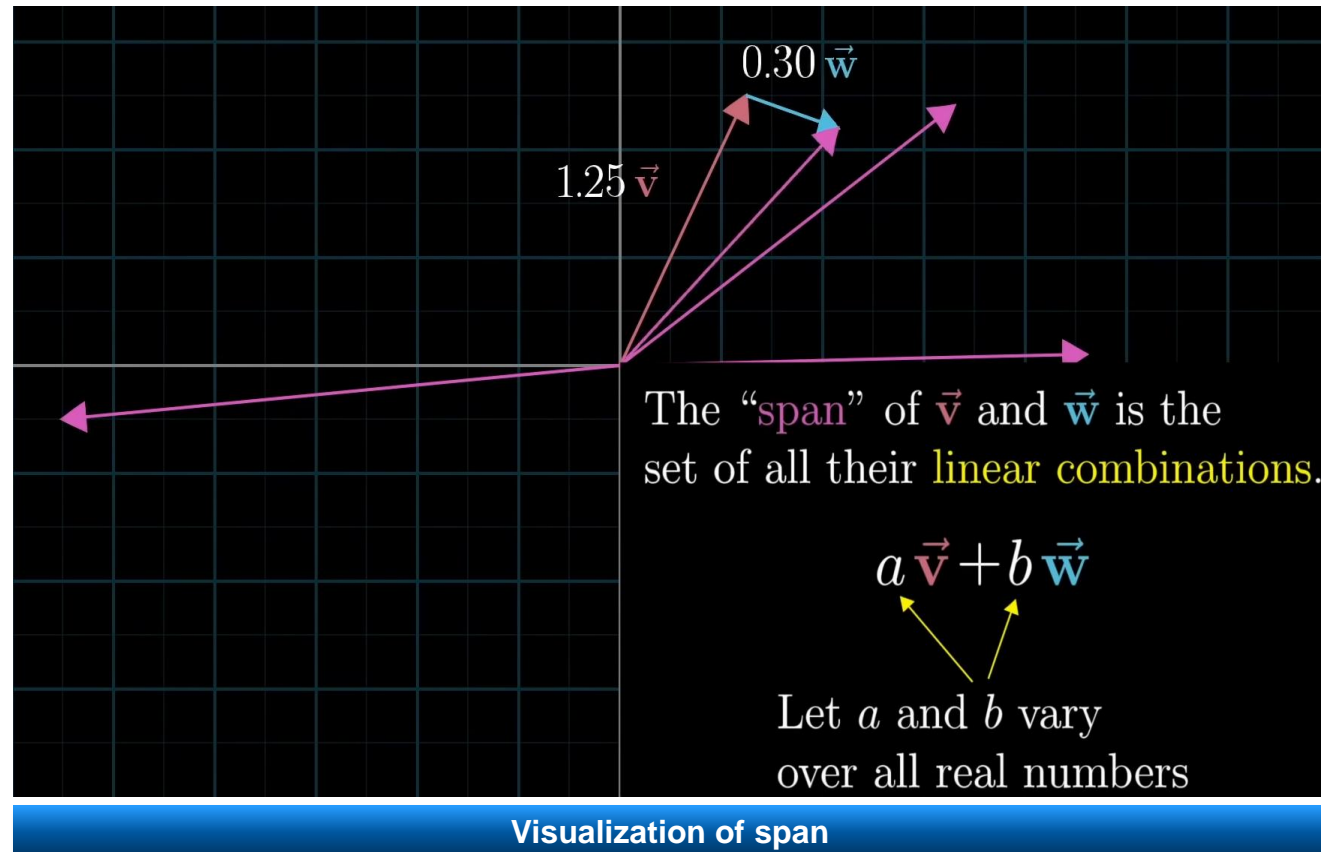 0.30 w⃗
1.25 v⃗
The “span” of v⃗ and w⃗ is the
set of all their linear combinations.
a v⃗ + b w⃗
Let a and b vary
over all real numbers
Visualization of span